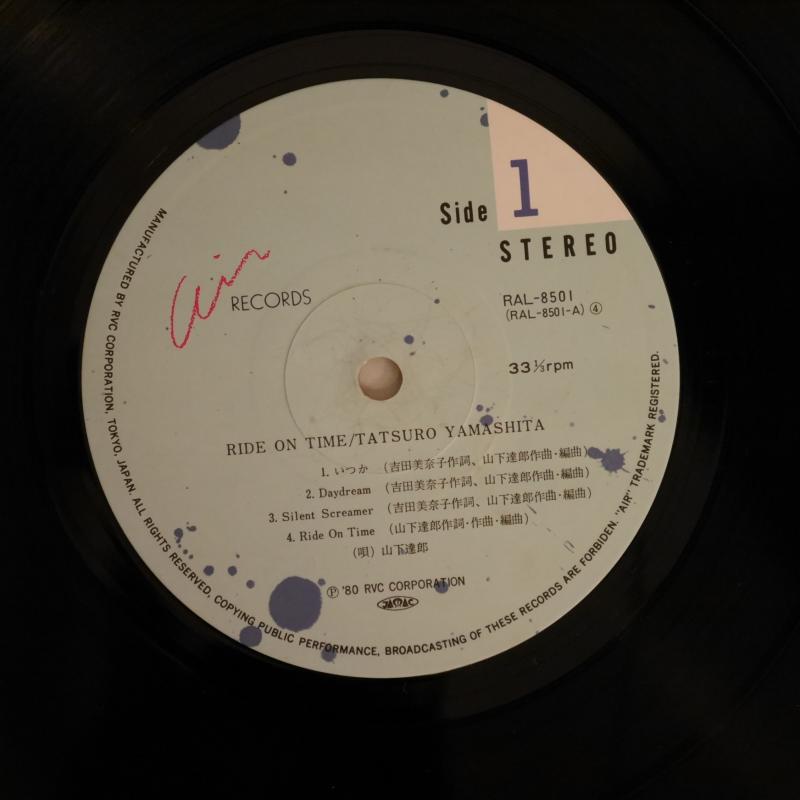 Side 1
STEREO
Air RECORDS
RAL-8501
(RAL-8501-A) ④
33 ⅓rpm
RIDE ON TIME/TATSURO YAMASHITA
1. いつか (吉田美奈子作詞、山下達郎作曲・編曲)
2. Daydream (吉田美奈子作詞、山下達郎作曲・編曲)
3. Silent Screamer (吉田美奈子作詞、山下達郎作曲・編曲)
4. Ride On Time (山下達郎作詞・作曲・編曲)
(唄) 山下達郎
Ⓟ '80 RVC CORPORATION
JASRAC
MANUFACTURED BY RVC CORPORATION, TOKYO, JAPAN. ALL RIGHTS RESERVED, COPYING PUBLIC PERFORMANCE, BROADCASTING OF THESE RECORDS ARE FORBIDEN. "AIR" TRADEMARK REGISTERED.